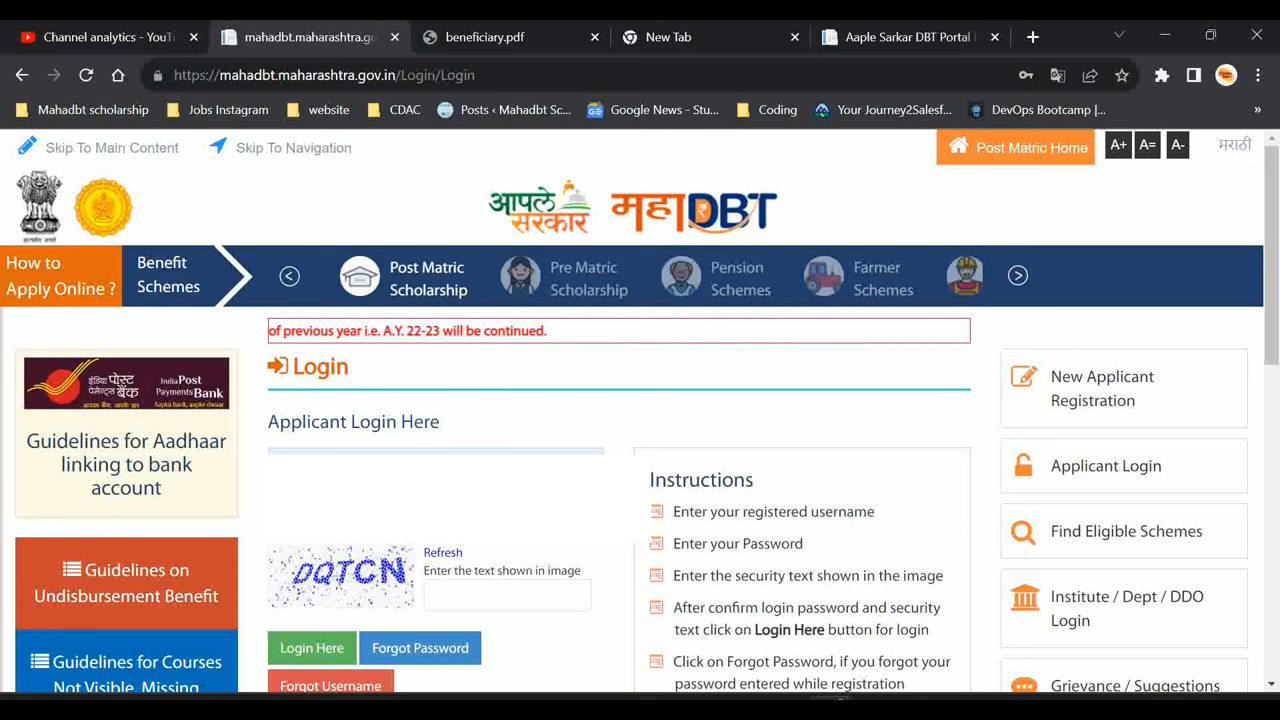 Channel analytics - YouT
mahadbt.maharashtra.go
beneficiary.pdf
New Tab
Aaple Sarkar DBT Portal
https://mahadbt.maharashtra.gov.in/Login/Login
Mahadbt scholarship
Jobs Instagram
website
CDAC
Posts ‹ Mahadbt Sc...
Google News - Stu...
Coding
Your Journey2Salesf...
DevOps Bootcamp |...
»
Skip To Main Content
Skip To Navigation
Post Matric Home
A+
A=
A-
मराठी
आपले
सरकार
महाDBT
How to
Apply Online ?
Benefit
Schemes
Post Matric
Scholarship
Pre Matric
Scholarship
Pension
Schemes
Farmer
Schemes
of previous year i.e. A.Y. 22-23 will be continued.
Login
Applicant Login Here
इंडिया पोस्ट
पेमेन्ट्स बैंक
IndiaPost
PaymentsBank
आपका बैंक, आपके द्वार
Aapka bank, aapke dwaar
Guidelines for Aadhaar
linking to bank
account
Guidelines on
Undisbursement Benefit
Guidelines for Courses
Not Visible, Missing
DQTCN
Refresh
Enter the text shown in image
Login Here
Forgot Password
Forgot Username
Instructions
Enter your registered username
Enter your Password
Enter the security text shown in the image
After confirm login password and security
text click on Login Here button for login
Click on Forgot Password, if you forgot your
password entered while registration
New Applicant
Registration
Applicant Login
Find Eligible Schemes
Institute / Dept / DDO
Login
Grievance / Suggestions